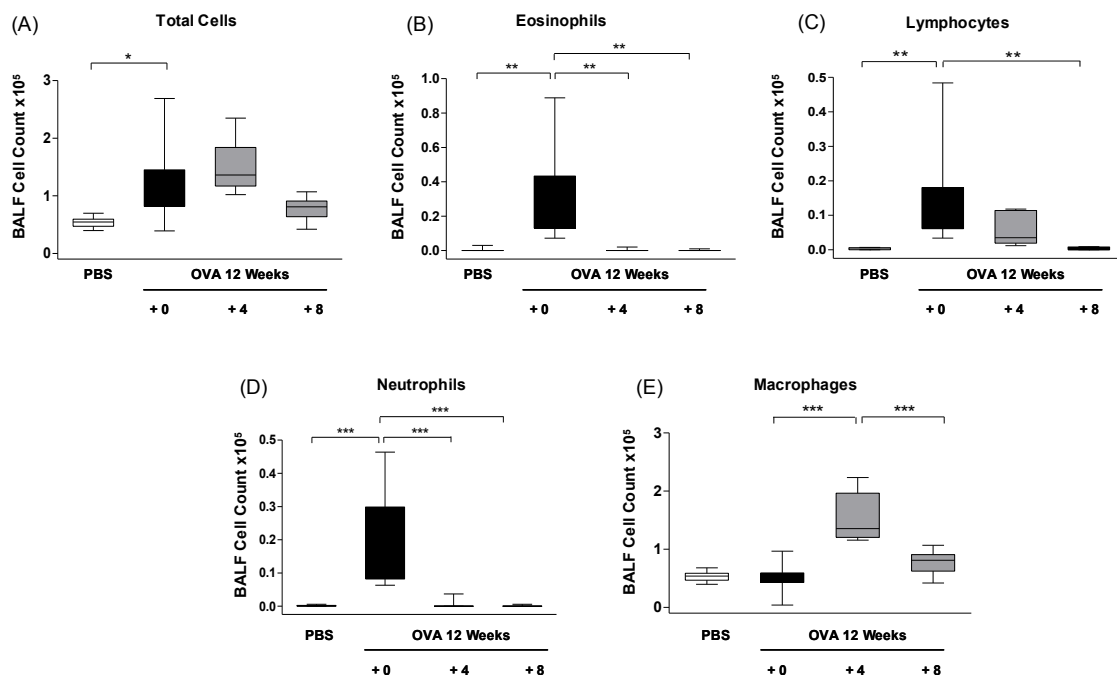 (A)
Total Cells
*
BALF Cell Count x10⁵
3
2
1
0
PBS
OVA 12 Weeks
+ 0
+ 4
+ 8
(B)
Eosinophils
**
**
**
BALF Cell Count x10⁵
1.0
0.8
0.6
0.4
0.2
0.0
PBS
OVA 12 Weeks
+ 0
+ 4
+ 8
(C)
Lymphocytes
**
**
BALF Cell Count x10⁵
0.5
0.4
0.3
0.2
0.1
0.0
PBS
OVA 12 Weeks
+ 0
+ 4
+ 8
(D)
Neutrophils
***
***
***
BALF Cell Count x10⁵
0.5
0.4
0.3
0.2
0.1
0.0
PBS
OVA 12 Weeks
+ 0
+ 4
+ 8
(E)
Macrophages
***
***
BALF Cell Count x10⁵
3
2
1
0
PBS
OVA 12 Weeks
+ 0
+ 4
+ 8